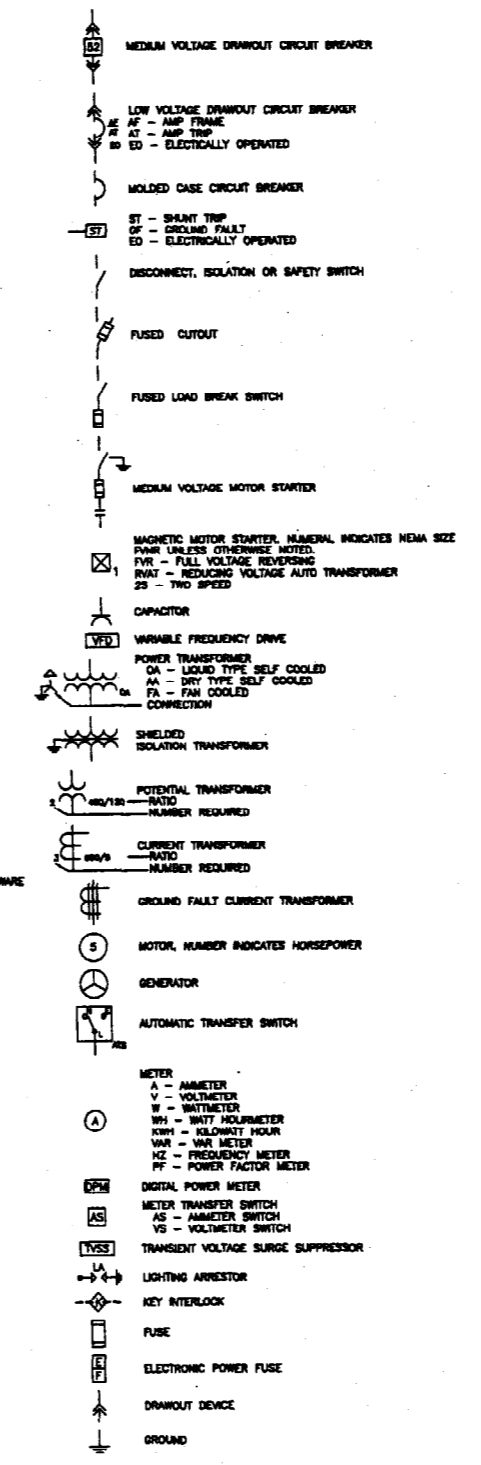 52 MEDIUM VOLTAGE DRAWOUT CIRCUIT BREAKER
LOW VOLTAGE DRAWOUT CIRCUIT BREAKER
AF AF – AMP FRAME
AT AT – AMP TRIP
EO EO – ELECTICALLY OPERATED
MOLDED CASE CIRCUIT BREAKER
ST – SHUNT TRIP
ST GF – GROUND FAULT
EO – ELECTRICALLY OPERATED
DISCONNECT, ISOLATION OR SAFETY SWITCH
FUSED CUTOUT
FUSED LOAD BREAK SWITCH
MEDIUM VOLTAGE MOTOR STARTER
MAGNETIC MOTOR STARTER. NUMERAL INDICATES NEMA SIZE
FVNR UNLESS OTHERWISE NOTED.
1 FVR – FULL VOLTAGE REVERSING
RVAT – REDUCING VOLTAGE AUTO TRANSFORMER
2S – TWO SPEED
CAPACITOR
VFD VARIABLE FREQUENCY DRIVE
POWER TRANSFORMER
OA – LIQUID TYPE SELF COOLED
AA – DRY TYPE SELF COOLED
OA FA – FAN COOLED
CONNECTION
SHIELDED
ISOLATION TRANSFORMER
POTENTIAL TRANSFORMER
2 480/120 RATIO
NUMBER REQUIRED
CURRENT TRANSFORMER
3 RATIO
NUMBER REQUIRED
WARE
GROUND FAULT CURRENT TRANSFORMER
5 MOTOR, NUMBER INDICATES HORSEPOWER
GENERATOR
AUTOMATIC TRANSFER SWITCH
L
ATS
METER
A – AMMETER
V – VOLTMETER
W – WATTMETER
A WH – WATT HOURMETER
KWH – KILOWATT HOUR
VAR – VAR METER
HZ – FREQUENCY METER
PF – POWER FACTOR METER
DPM DIGITAL POWER METER
METER TRANSFER SWITCH
AS AS – AMMETER SWITCH
VS – VOLTMETER SWITCH
TVSS TRANSIENT VOLTAGE SURGE SUPPRESSOR
LA
LIGHTING ARRESTOR
K KEY INTERLOCK
FUSE
E
F ELECTRONIC POWER FUSE
DRAWOUT DEVICE
GROUND